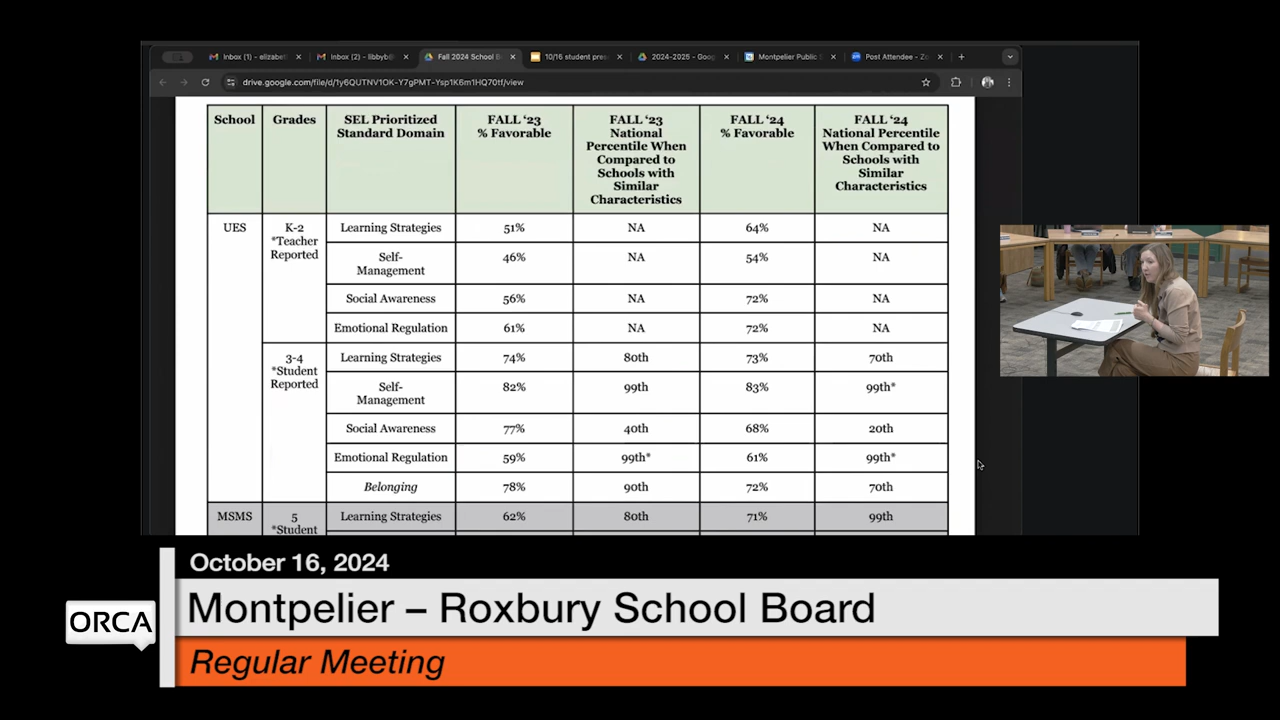 Inbox (1) - elizabet
Inbox (2) - libbyb@
Fall 2024 School B
10/16 student pres
2024-2025 - Goog
Montpelier Public S
Post Attendee - Zo
drive.google.com/file/d/1y6QUTNV1OK-Y7gPMT-Ysp1K6m1HQ70tf/view
School
Grades
SEL Prioritized
Standard Domain
FALL ‘23
% Favorable
FALL ‘23
National
Percentile When
Compared to
Schools with
Similar
Characteristics
FALL ‘24
% Favorable
FALL ‘24
National Percentile
When Compared to
Schools with
Similar
Characteristics
UES
K-2
*Teacher
Reported
Learning Strategies 51% NA 64% NA
Self-
Management
46% NA 54% NA
Social Awareness 56% NA 72% NA
Emotional Regulation 61% NA 72% NA
3-4
*Student
Reported
Learning Strategies 74% 80th 73% 70th
Self-
Management
82% 99th 83% 99th*
Social Awareness 77% 40th 68% 20th
Emotional Regulation 59% 99th* 61% 99th*
Belonging 78% 90th 72% 70th
MSMS
5
*Student
Learning Strategies 62% 80th 71% 99th
October 16, 2024
ORCA
Montpelier – Roxbury School Board
Regular Meeting